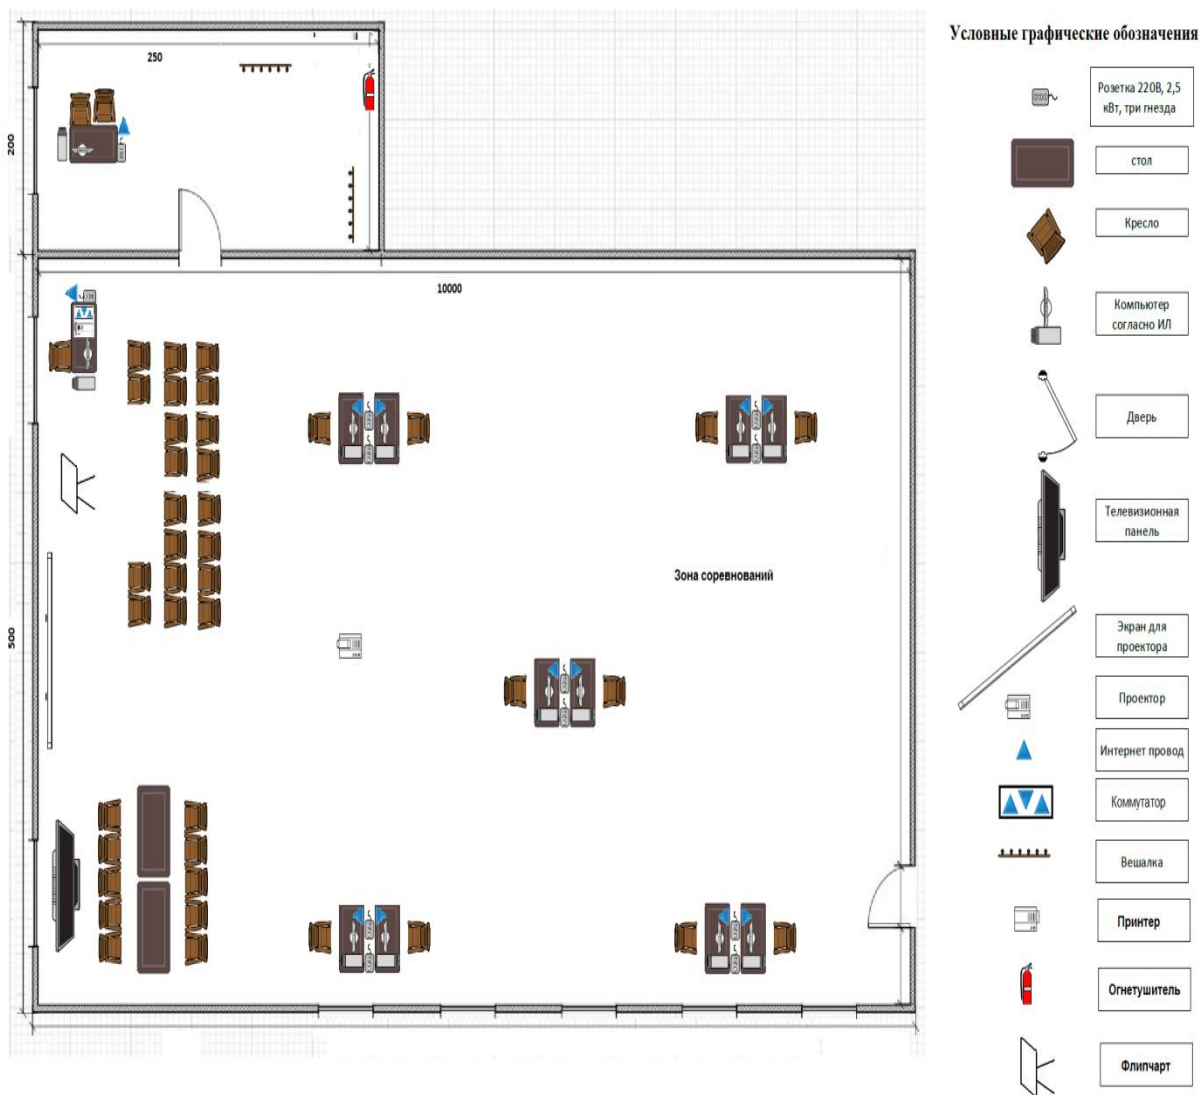 Условные графические обозначения
250
200
10000
500
Зона соревнований
Розетка 220В, 2,5
кВт, три гнезда
стол
Кресло
Компьютер
согласно ИЛ
Дверь
Телевизионная
панель
Экран для
проектора
Проектор
Интернет провод
Коммутатор
Вешалка
Принтер
Огнетушитель
Флипчарт